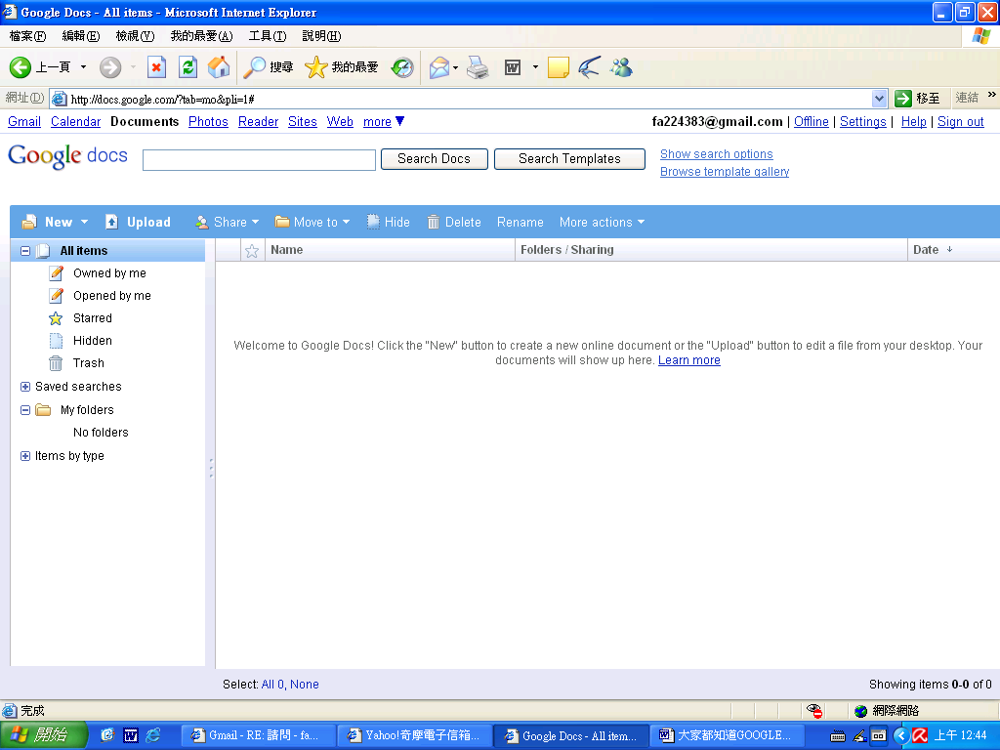 Google Docs - All items - Microsoft Internet Explorer
檔案(F) 編輯(E) 檢視(V) 我的最愛(A) 工具(T) 說明(H)
上一頁 搜尋 我的最愛
網址(D) http://docs.google.com/?tab=mo&pli=1# 移至 連結 »
Gmail Calendar Documents Photos Reader Sites Web more ▼ fa224383@gmail.com | Offline | Settings | Help | Sign out
Google docs Search Docs Search Templates Show search options
Browse template gallery
New Upload Share Move to Hide Delete Rename More actions
All items Name Folders / Sharing Date ↓
Owned by me
Opened by me
Starred
Hidden
Trash
Saved searches
My folders
No folders
Items by type
Welcome to Google Docs! Click the "New" button to create a new online document or the "Upload" button to edit a file from your desktop. Your
documents will show up here. Learn more
Select: All 0, None Showing items 0-0 of 0
完成 網際網路
開始 Gmail - RE: 請問 - fa... Yahoo!奇摩電子信箱... Google Docs - All item... 大家都知道GOOGLE... 上午 12:44